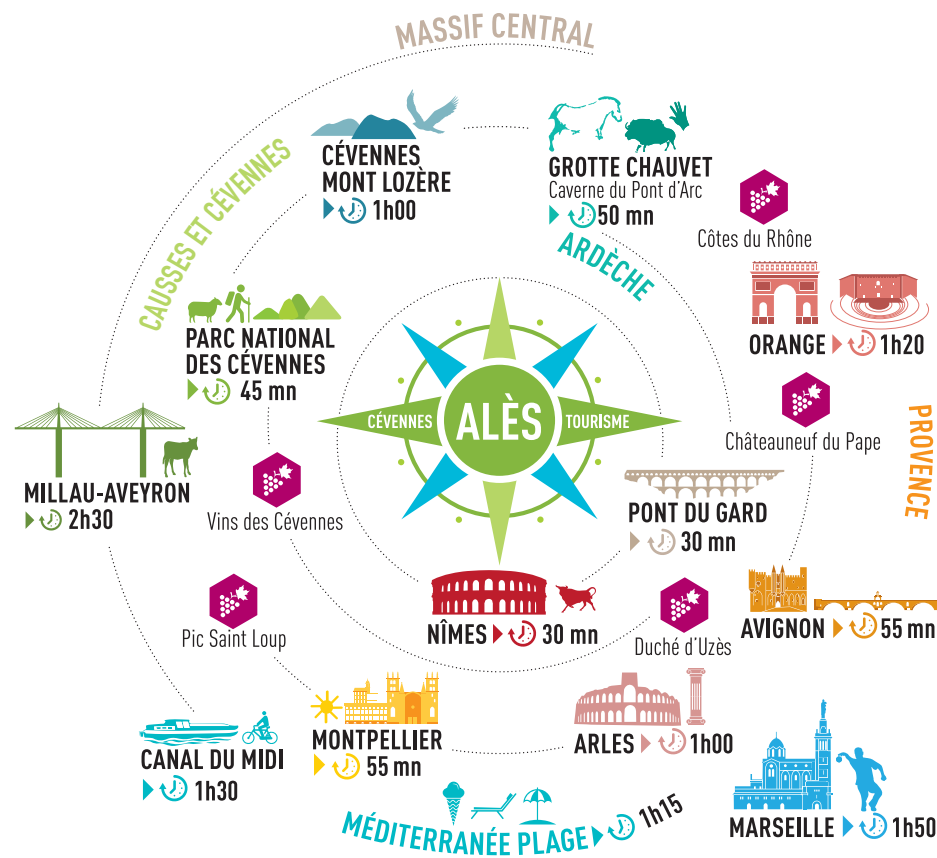 MASSIF CENTRAL
CAUSSES ET CÉVENNES
CÉVENNES
MONT LOZÈRE
1h00
GROTTE CHAUVET
Caverne du Pont d'Arc
50 mn
ARDÈCHE
Côtes du Rhône
ORANGE 1h20
PARC NATIONAL
DES CÉVENNES
45 mn
CÉVENNES ALÈS TOURISME
Châteauneuf du Pape
PROVENCE
MILLAU-AVEYRON
2h30
Vins des Cévennes
PONT DU GARD
30 mn
NÎMES 30 mn
Duché d'Uzès
AVIGNON 55 mn
Pic Saint Loup
CANAL DU MIDI
1h30
MONTPELLIER
55 mn
ARLES 1h00
MÉDITERRANÉE PLAGE 1h15
MARSEILLE 1h50